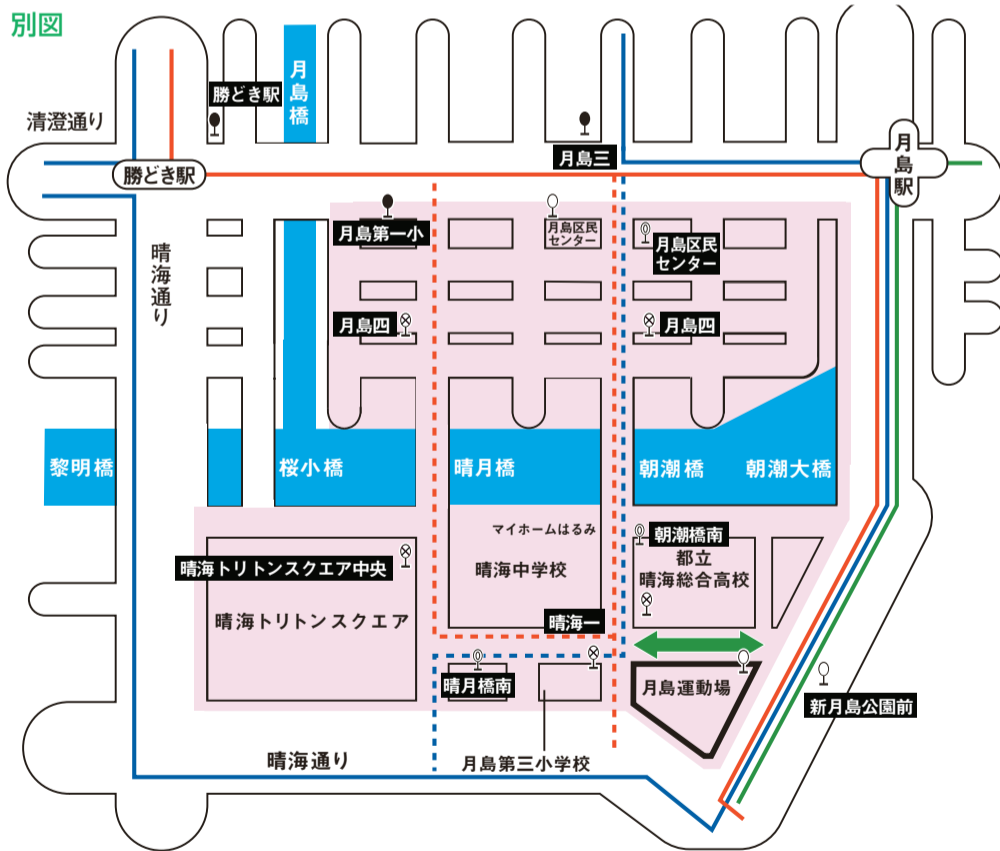 別図
月島橋
勝どき駅
清澄通り
月島三
月島駅
勝どき駅
月島第一小
月島区民
センター
月島区民
センター
晴海通り
月島四
月島四
黎明橋
桜小橋
晴月橋
朝潮橋
朝潮大橋
マイホームはるみ
朝潮橋南
晴海トリトンスクエア中央
晴海中学校
都立
晴海総合高校
晴海トリトンスクエア
晴海一
晴月橋南
月島運動場
新月島公園前
晴海通り
月島第三小学校